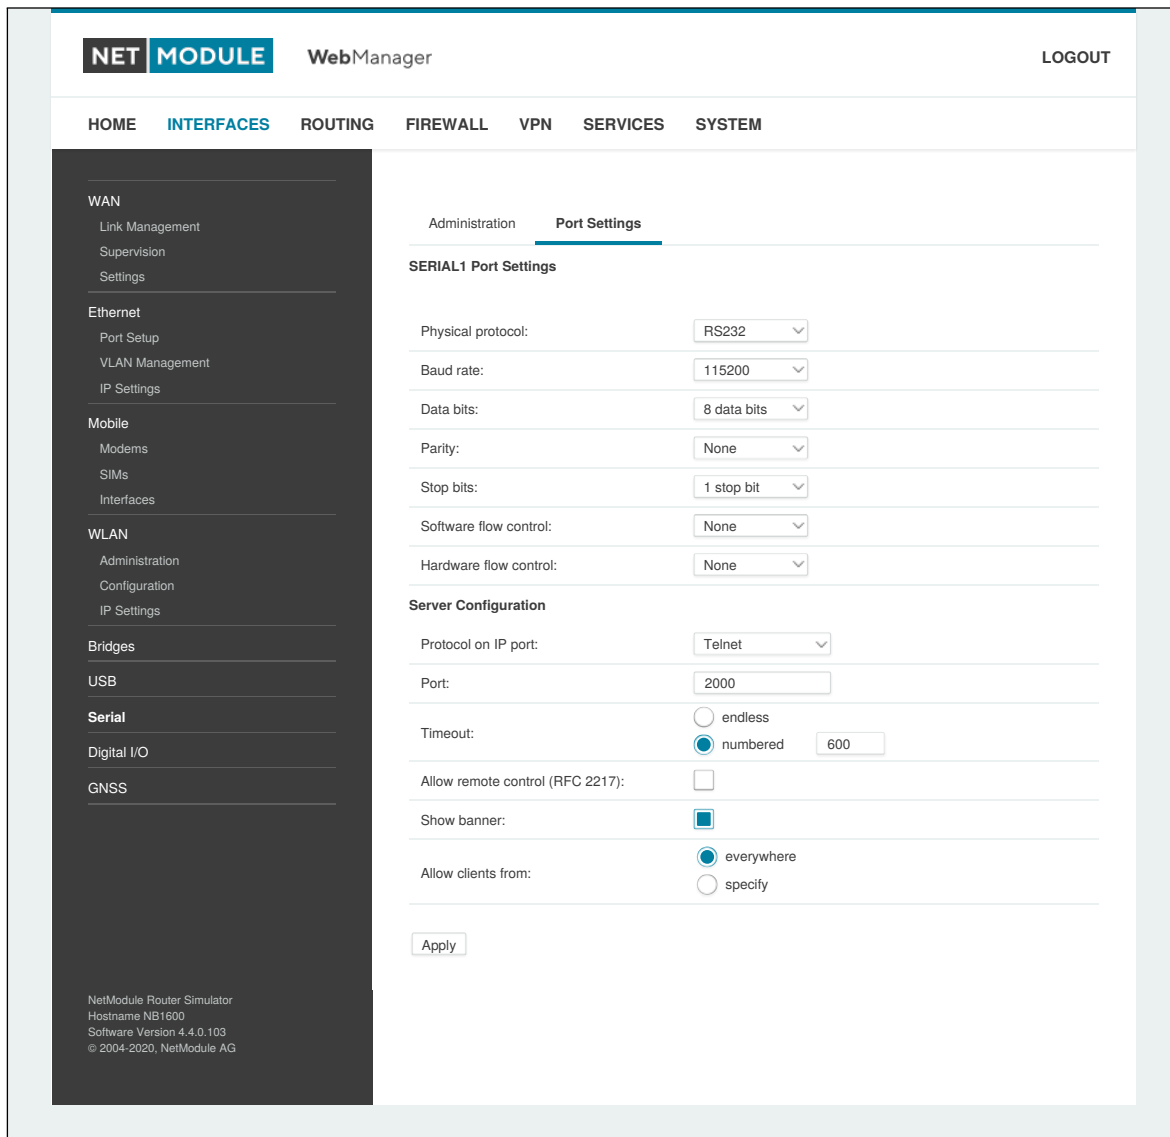 NET MODULE WebManager LOGOUT
HOME INTERFACES ROUTING FIREWALL VPN SERVICES SYSTEM
WAN
Link Management
Supervision
Settings
Ethernet
Port Setup
VLAN Management
IP Settings
Mobile
Modems
SIMs
Interfaces
WLAN
Administration
Configuration
IP Settings
Bridges
USB
Serial
Digital I/O
GNSS
NetModule Router Simulator
Hostname NB1600
Software Version 4.4.0.103
© 2004-2020, NetModule AG
Administration Port Settings
SERIAL1 Port Settings
Physical protocol: RS232
Baud rate: 115200
Data bits: 8 data bits
Parity: None
Stop bits: 1 stop bit
Software flow control: None
Hardware flow control: None
Server Configuration
Protocol on IP port: Telnet
Port: 2000
Timeout: endless
numbered 600
Allow remote control (RFC 2217):
Show banner:
Allow clients from: everywhere
specify
Apply